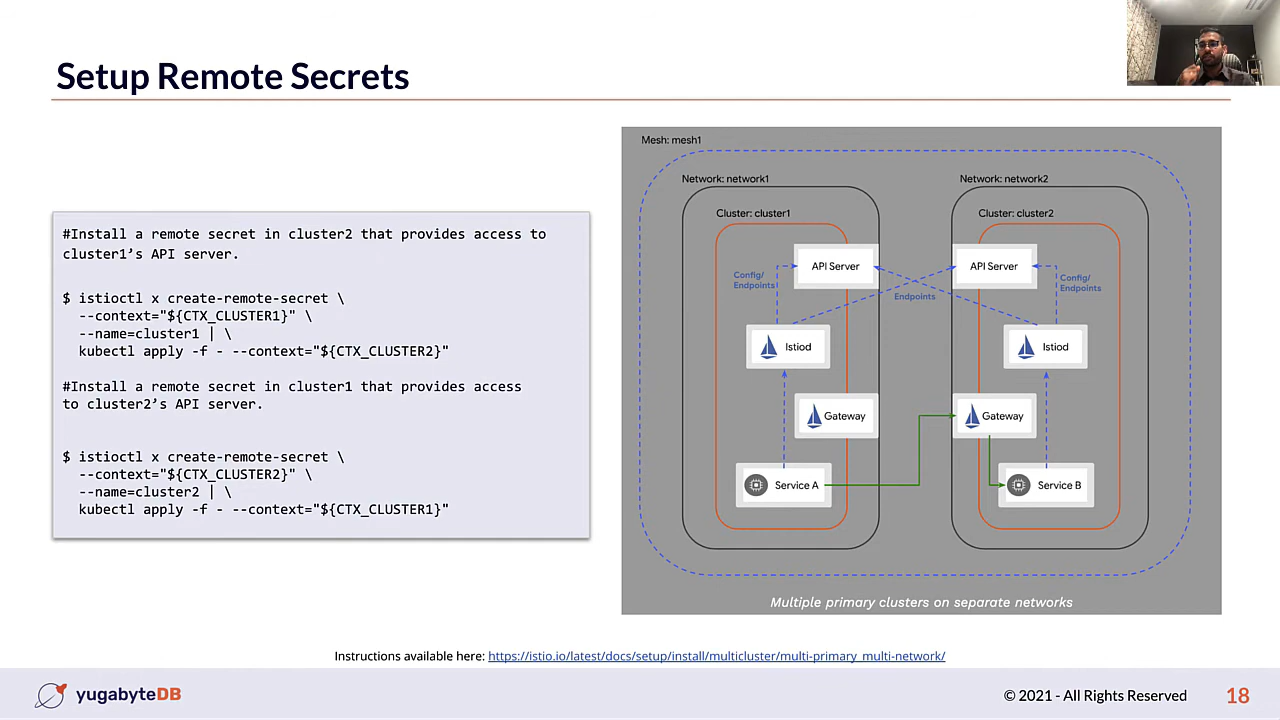 Setup Remote Secrets
#Install a remote secret in cluster2 that provides access to
cluster1’s API server.
$ istioctl x create-remote-secret \
--context="${CTX_CLUSTER1}" \
--name=cluster1 | \
kubectl apply -f - --context="${CTX_CLUSTER2}"
#Install a remote secret in cluster1 that provides access
to cluster2’s API server.
$ istioctl x create-remote-secret \
--context="${CTX_CLUSTER2}" \
--name=cluster2 | \
kubectl apply -f - --context="${CTX_CLUSTER1}"
Mesh: mesh1
Network: network1
Network: network2
Cluster: cluster1
Cluster: cluster2
API Server
API Server
Config/
Endpoints
Endpoints
Config/
Endpoints
Istiod
Istiod
Gateway
Gateway
Service A
Service B
Multiple primary clusters on separate networks
Instructions available here: https://istio.io/latest/docs/setup/install/multicluster/multi-primary_multi-network/
yugabyteDB
© 2021 - All Rights Reserved
18